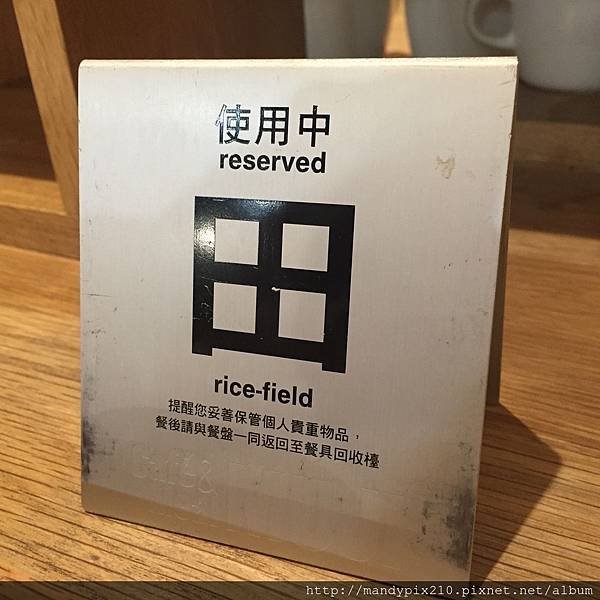 使用中
reserved
田
rice-field
提醒您妥善保管個人貴重物品，
餐後請與餐盤一同返回至餐具回收檯
Café&
http://mandypix210.pixnet.net/album